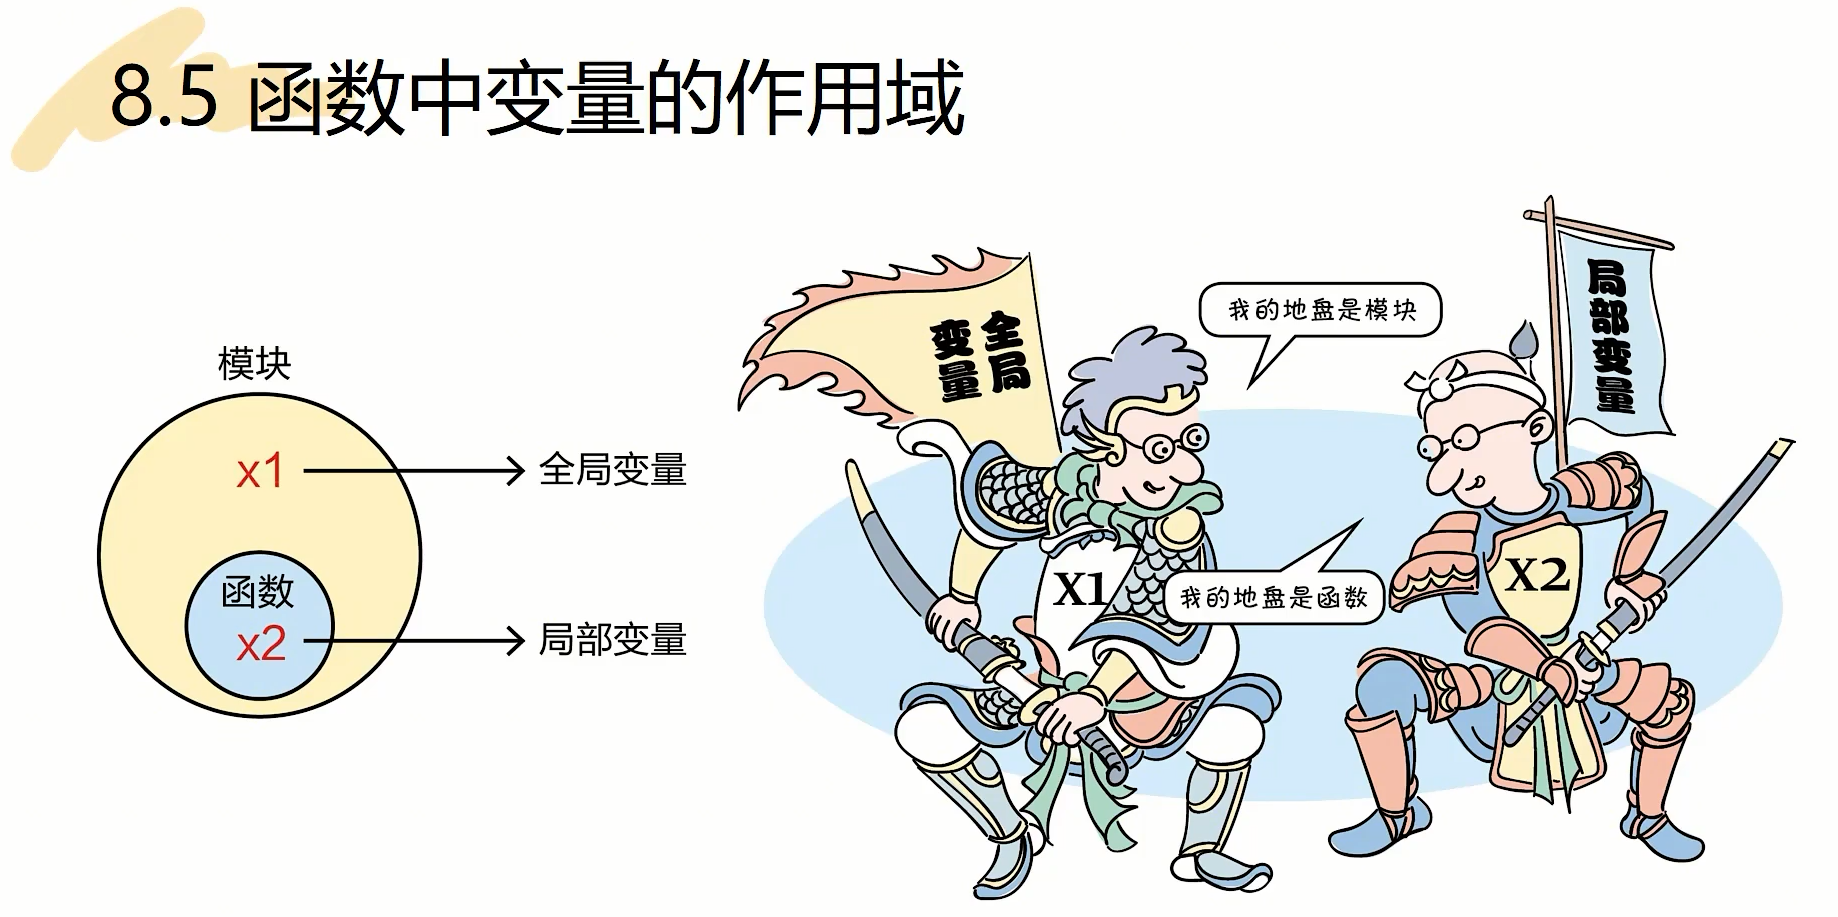 8.5 函数中变量的作用域
模块
x1
全局变量
函数
x2
局部变量
全局
变量
我的地盘是模块
局部变量
X1
我的地盘是函数
X2